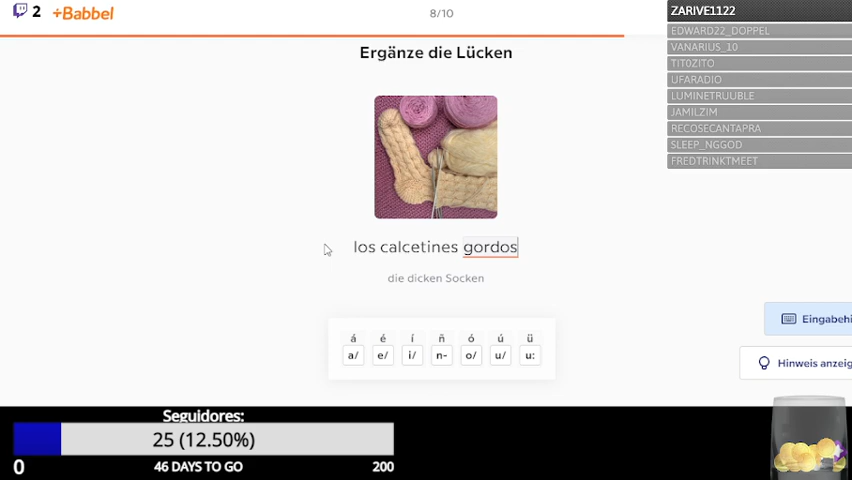 2 +Babbel
8/10
ZARIVE1122
EDWARD22_DOPPEL
VANARIUS_10
TIT0ZITO
UFARADIO
LUMINETRUUBLE
JAMILZIM
RECOSECANTAPRA
SLEEP_NGGOD
FREDTRINKTMEET
Ergänze die Lücken
los calcetines gordos
die dicken Socken
á é í ñ ó ú ü
a/ e/ i/ n- o/ u/ u:
Eingabehi
Hinweis anzeig
Seguidores:
25 (12.50%)
0 46 DAYS TO GO 200